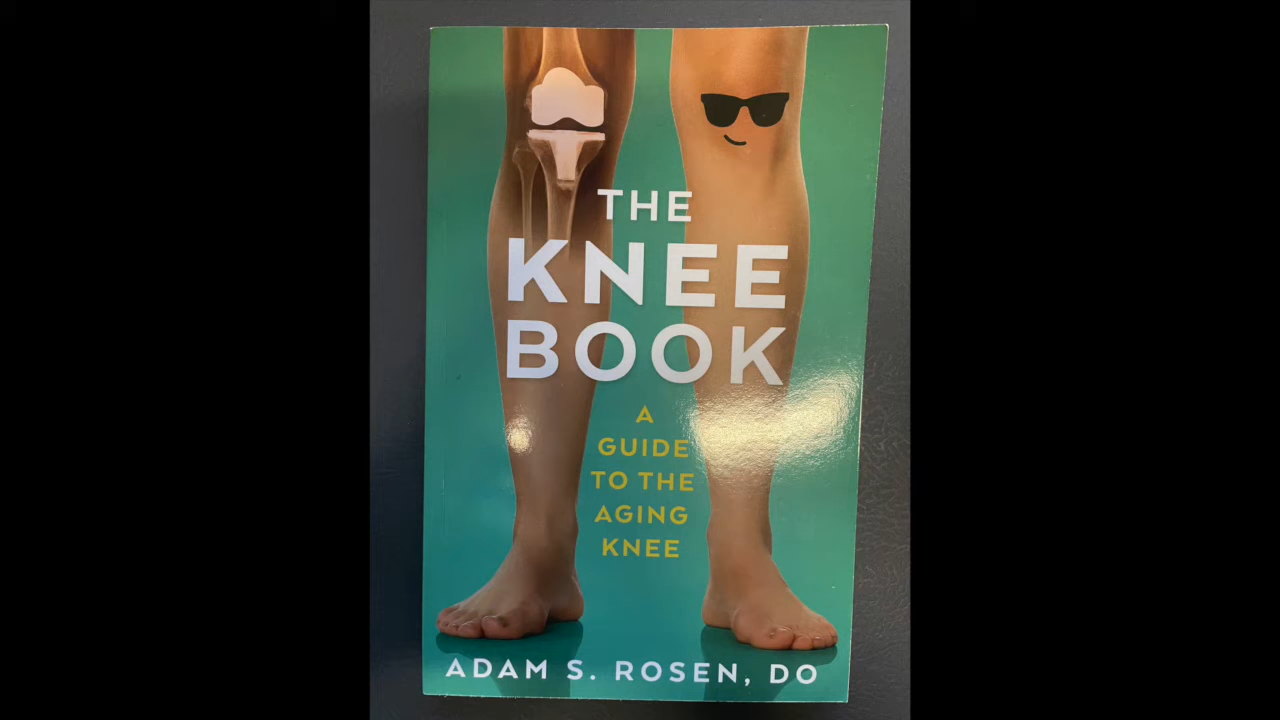 THE
KNEE
BOOK
A
GUIDE
TO THE
AGING
KNEE
ADAM S. ROSEN, DO